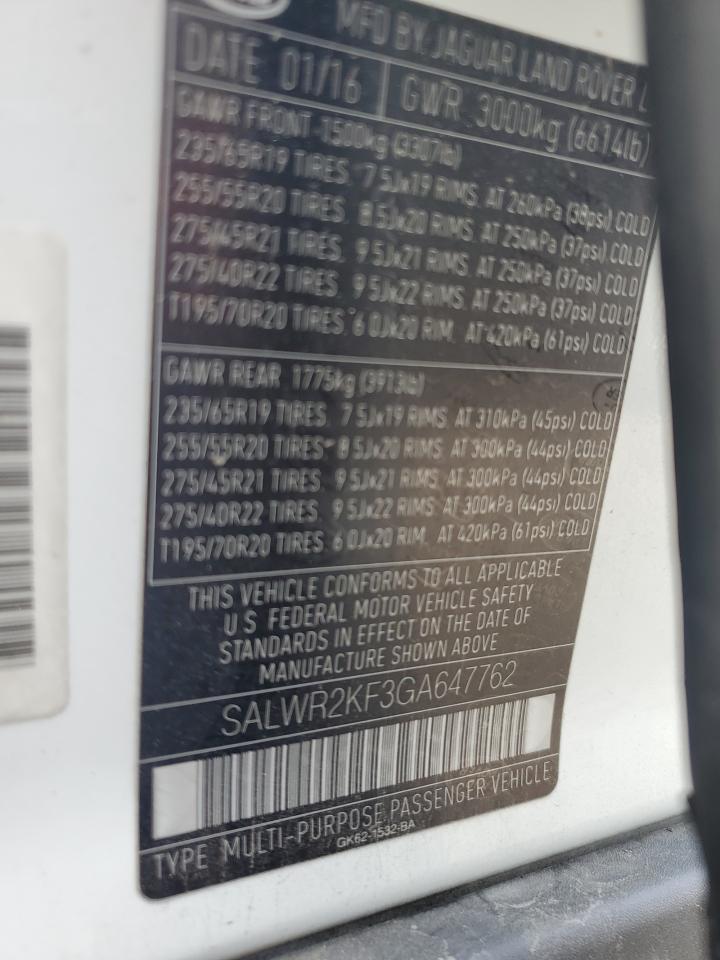 MFD BY JAGUAR LAND ROVER L
DATE 01/16 GWR 3000kg (6614lb)
GAWR FRONT 1500kg (3307lb)
235/65R19 TIRES 7 5Jx19 RIMS AT 260kPa (38psi) COLD
255/55R20 TIRES 8 5Jx20 RIMS AT 250kPa (37psi) COLD
275/45R21 TIRES 9 5Jx21 RIMS AT 250kPa (37psi) COLD
275/40R22 TIRES 9 5Jx22 RIMS AT 250kPa (37psi) COLD
T195/70R20 TIRES 6 0Jx20 RIM AT 420kPa (61psi) COLD
GAWR REAR 1775kg (3913lb)
235/65R19 TIRES 7 5Jx19 RIMS AT 310kPa (45psi) COLD
255/55R20 TIRES 8 5Jx20 RIMS AT 300kPa (44psi) COLD
275/45R21 TIRES 9 5Jx21 RIMS AT 300kPa (44psi) COLD
275/40R22 TIRES 9 5Jx22 RIMS AT 300kPa (44psi) COLD
T195/70R20 TIRES 6 0Jx20 RIM AT 420kPa (61psi) COLD
THIS VEHICLE CONFORMS TO ALL APPLICABLE
U S FEDERAL MOTOR VEHICLE SAFETY
STANDARDS IN EFFECT ON THE DATE OF
MANUFACTURE SHOWN ABOVE
SALWR2KF3GA647762
TYPE MULTI-PURPOSE PASSENGER VEHICLE
GK62-1532-BA